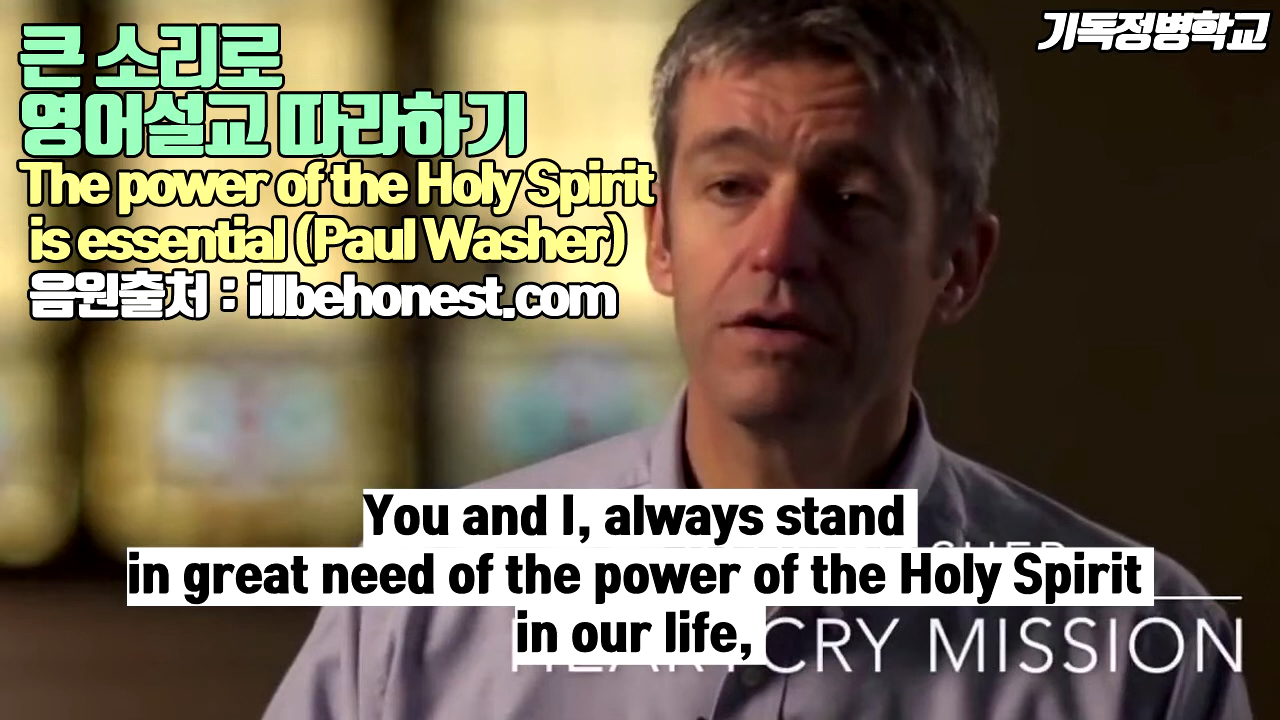 큰 소리로
영어설교 따라하기
The power of the Holy Spirit
is essential (Paul Washer)
음원출처 : illbehonest.com
기독정병학교
You and I, always stand
in great need of the power of the Holy Spirit
in our life,
CRY MISSION